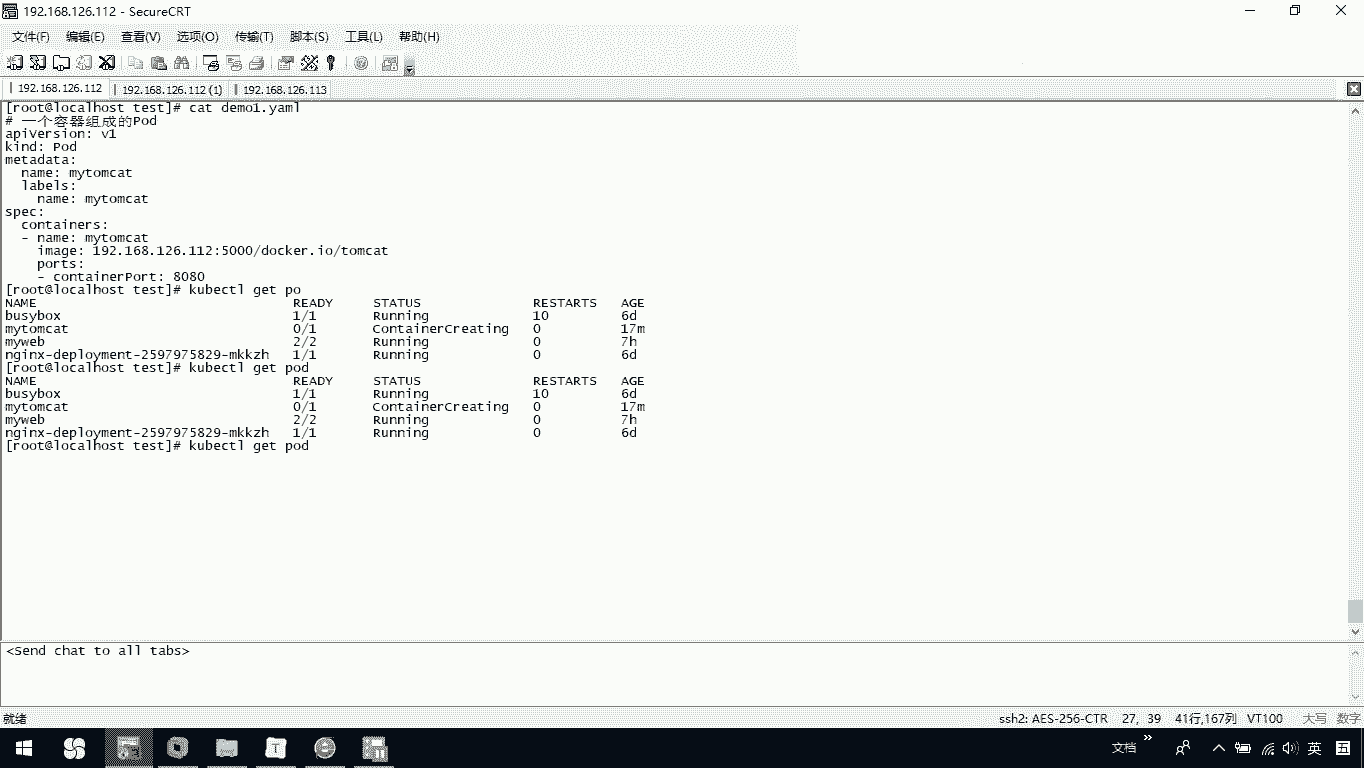 192.168.126.112 - SecureCRT
文件(F) 编辑(E) 查看(V) 选项(O) 传输(T) 脚本(S) 工具(L) 帮助(H)
192.168.126.112 192.168.126.112 (1) 192.168.126.113
[root@localhost test]# cat demo1.yaml
# 一个容器组成的Pod
apiVersion: v1
kind: Pod
metadata:
  name: mytomcat
  labels:
    name: mytomcat
spec:
  containers:
  - name: mytomcat
    image: 192.168.126.112:5000/docker.io/tomcat
    ports:
    - containerPort: 8080
[root@localhost test]# kubectl get po
NAME READY STATUS RESTARTS AGE
busybox 1/1 Running 10 6d
mytomcat 0/1 ContainerCreating 0 17m
myweb 2/2 Running 0 7h
nginx-deployment-2597975829-mkkzh 1/1 Running 0 6d
[root@localhost test]# kubectl get pod
NAME READY STATUS RESTARTS AGE
busybox 1/1 Running 10 6d
mytomcat 0/1 ContainerCreating 0 17m
myweb 2/2 Running 0 7h
nginx-deployment-2597975829-mkkzh 1/1 Running 0 6d
[root@localhost test]# kubectl get pod
<Send chat to all tabs>
就绪 ssh2: AES-256-CTR 27, 39 41行,167列 VT100 大写 数字
文档 » 英 五